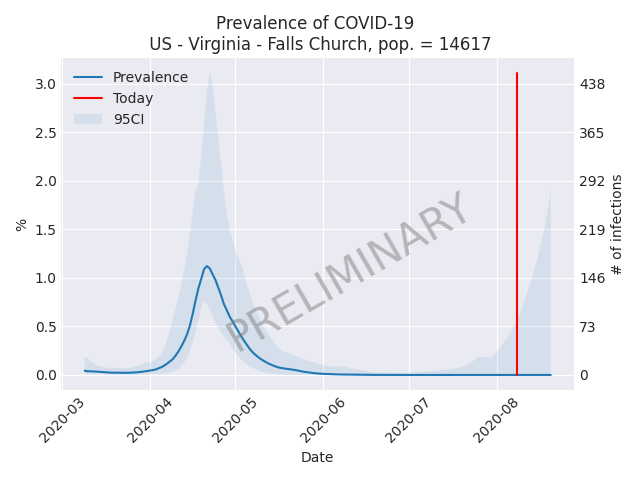 Prevalence of COVID-19
US - Virginia - Falls Church, pop. = 14617
Prevalence
Today
95CI
PRELIMINARY
%
3.0
2.5
2.0
1.5
1.0
0.5
0.0
438
365
292
219
146
73
0
# of infections
2020-03
2020-04
2020-05
2020-06
2020-07
2020-08
Date